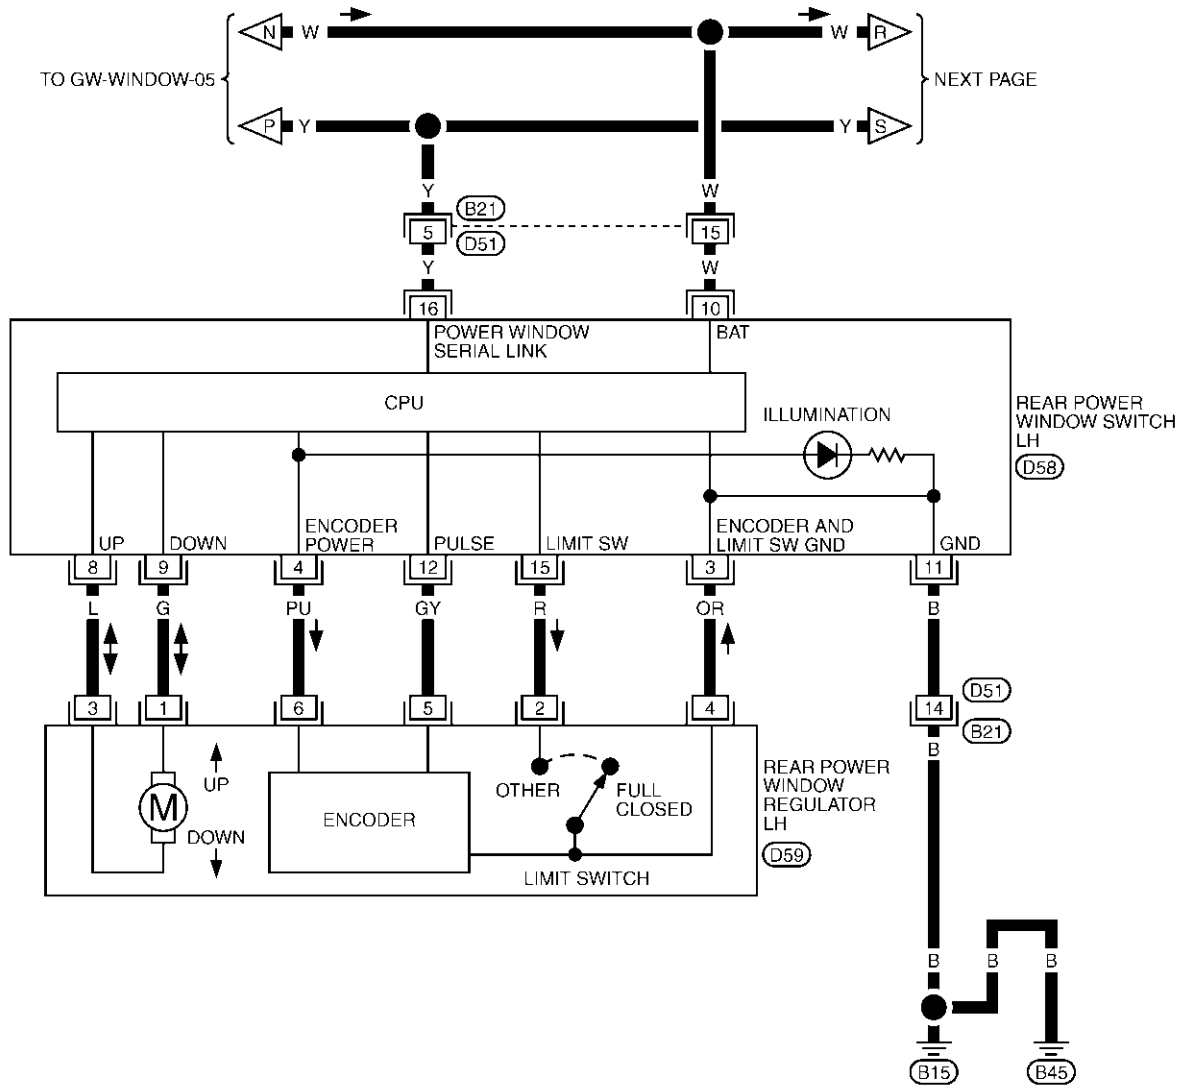 N W W R
TO GW-WINDOW-05 NEXT PAGE
P Y Y S
Y W
B21
5 15
D51
Y W
16 10
POWER WINDOW
SERIAL LINK
BAT
CPU
ILLUMINATION
REAR POWER
WINDOW SWITCH
LH
D58
UP DOWN
ENCODER
POWER
PULSE
LIMIT SW
ENCODER AND
LIMIT SW GND
GND
8 9 4 12 15 3 11
L G PU GY R OR B
D51
3 1 6 5 2 4 14
B21
B
UP
M
DOWN
ENCODER
OTHER
FULL
CLOSED
LIMIT SWITCH
REAR POWER
WINDOW
REGULATOR
LH
D59
B B B
B15 B45